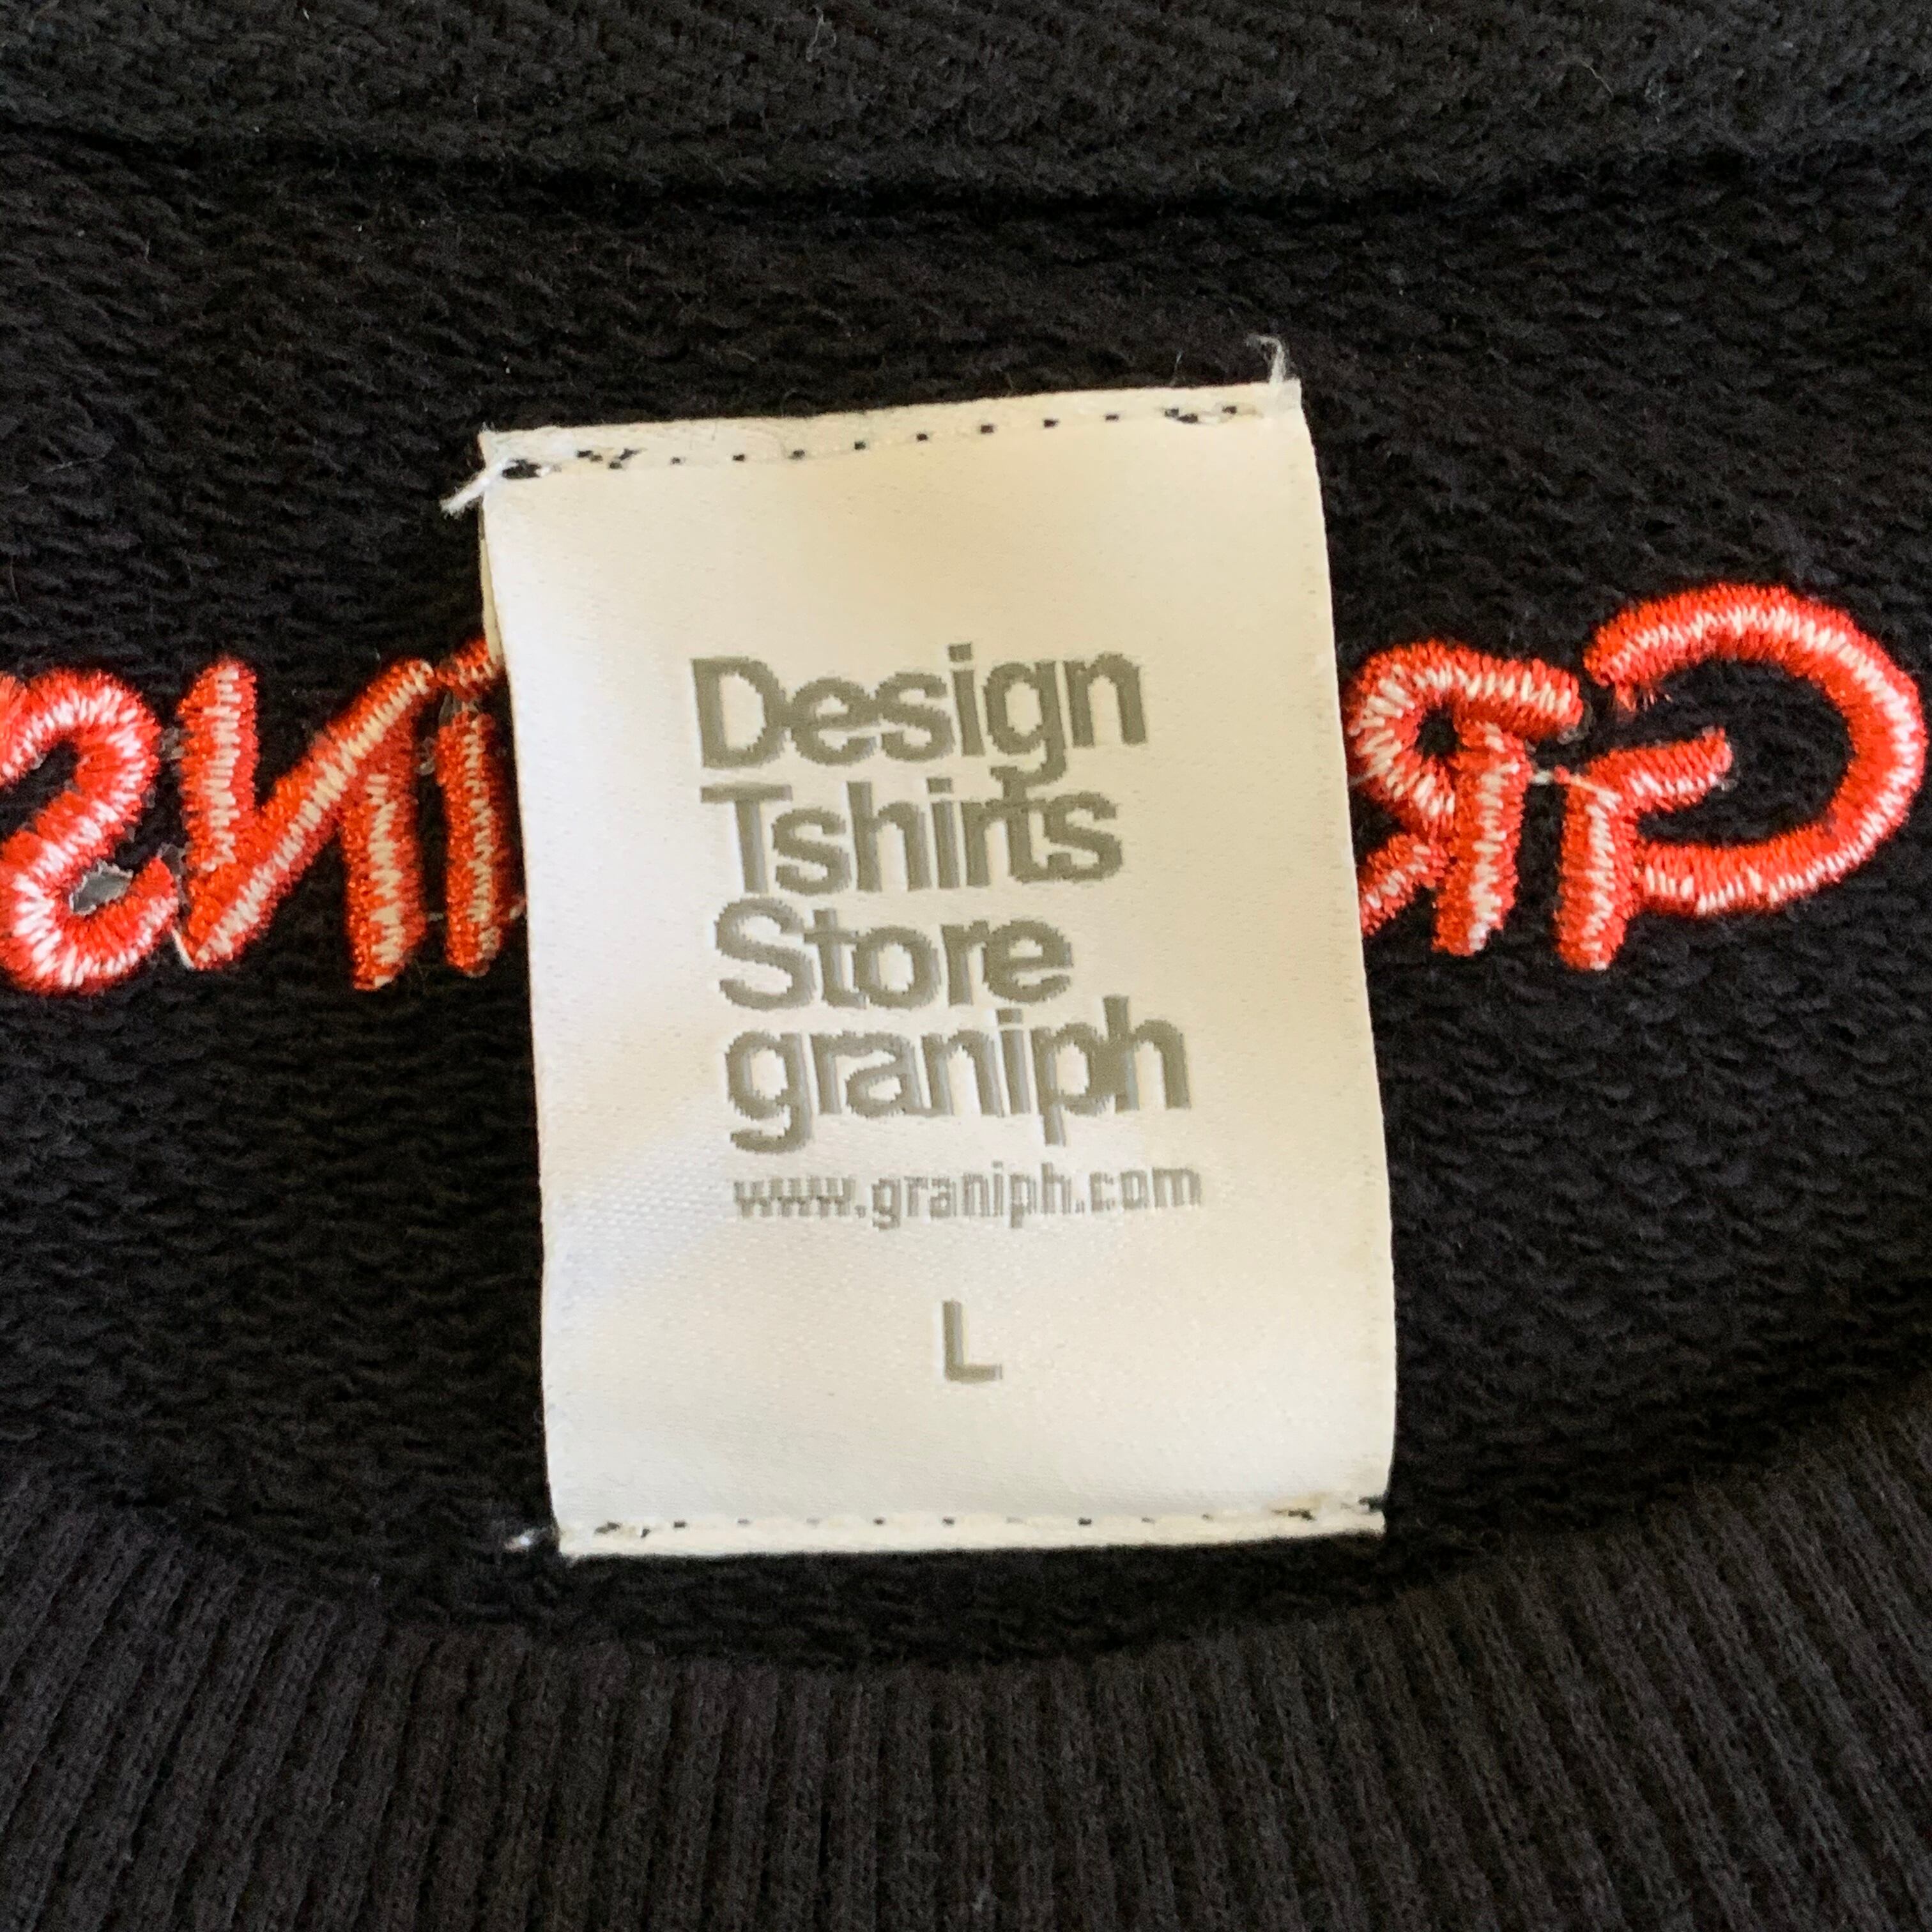 Design
Tshirts
Store
graniph
www.graniph.com
L